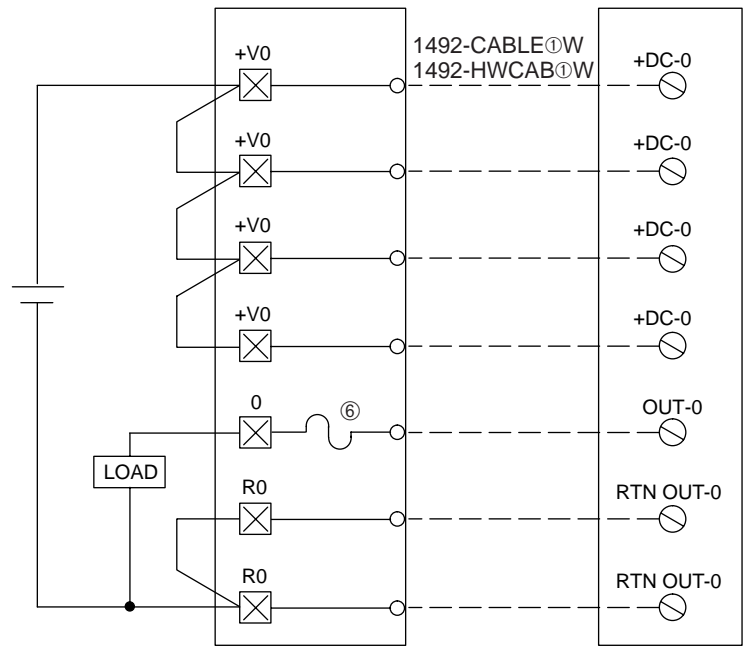 1492-CABLE①W
1492-HWCAB①W
+V0
+DC-0
+V0
+DC-0
+V0
+DC-0
+V0
+DC-0
0
⑥
OUT-0
LOAD
R0
RTN OUT-0
R0
RTN OUT-0